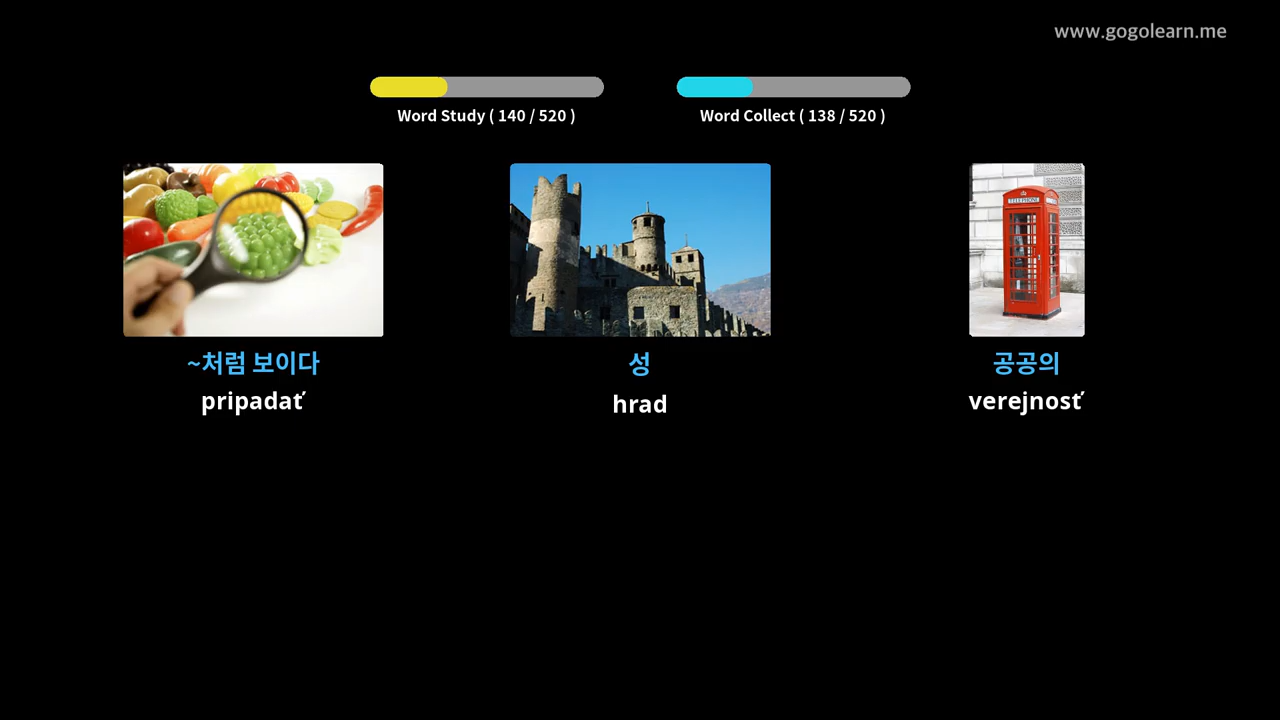 www.gogolearn.me
Word Study ( 140 / 520 )
Word Collect ( 138 / 520 )
TELEPHONE
~처럼 보이다
성
공공의
pripadať
hrad
verejnosť